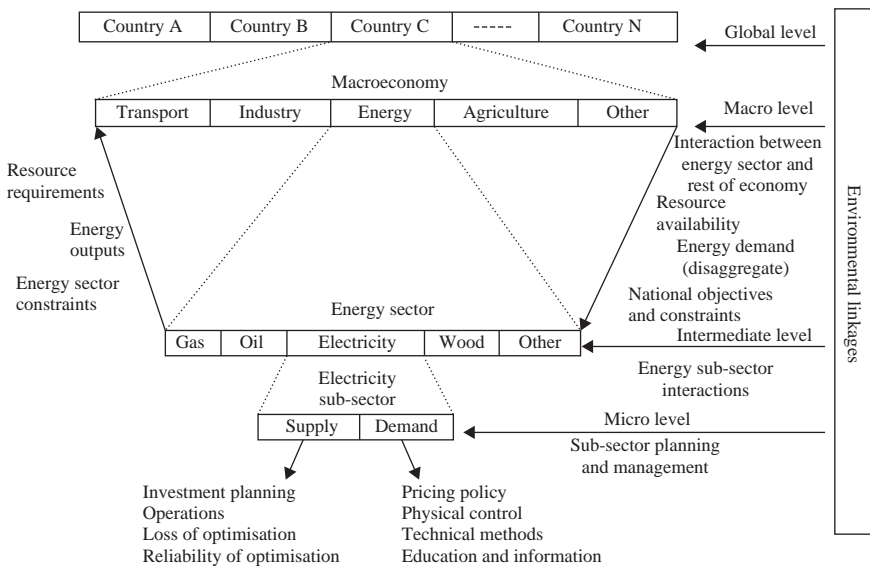 Country A Country B Country C ----- Country N
Global level
Macroeconomy
Transport Industry Energy Agriculture Other
Macro level
Interaction between
energy sector and
rest of economy
Resource
requirements
Resource
availability
Energy
outputs
Energy demand
(disaggregate)
Energy sector
constraints
National objectives
and constraints
Energy sector
Gas Oil Electricity Wood Other
Intermediate level
Energy sub-sector
interactions
Electricity
sub-sector
Supply Demand
Micro level
Sub-sector planning
and management
Investment planning
Operations
Loss of optimisation
Reliability of optimisation
Pricing policy
Physical control
Technical methods
Education and information
Environmental linkages